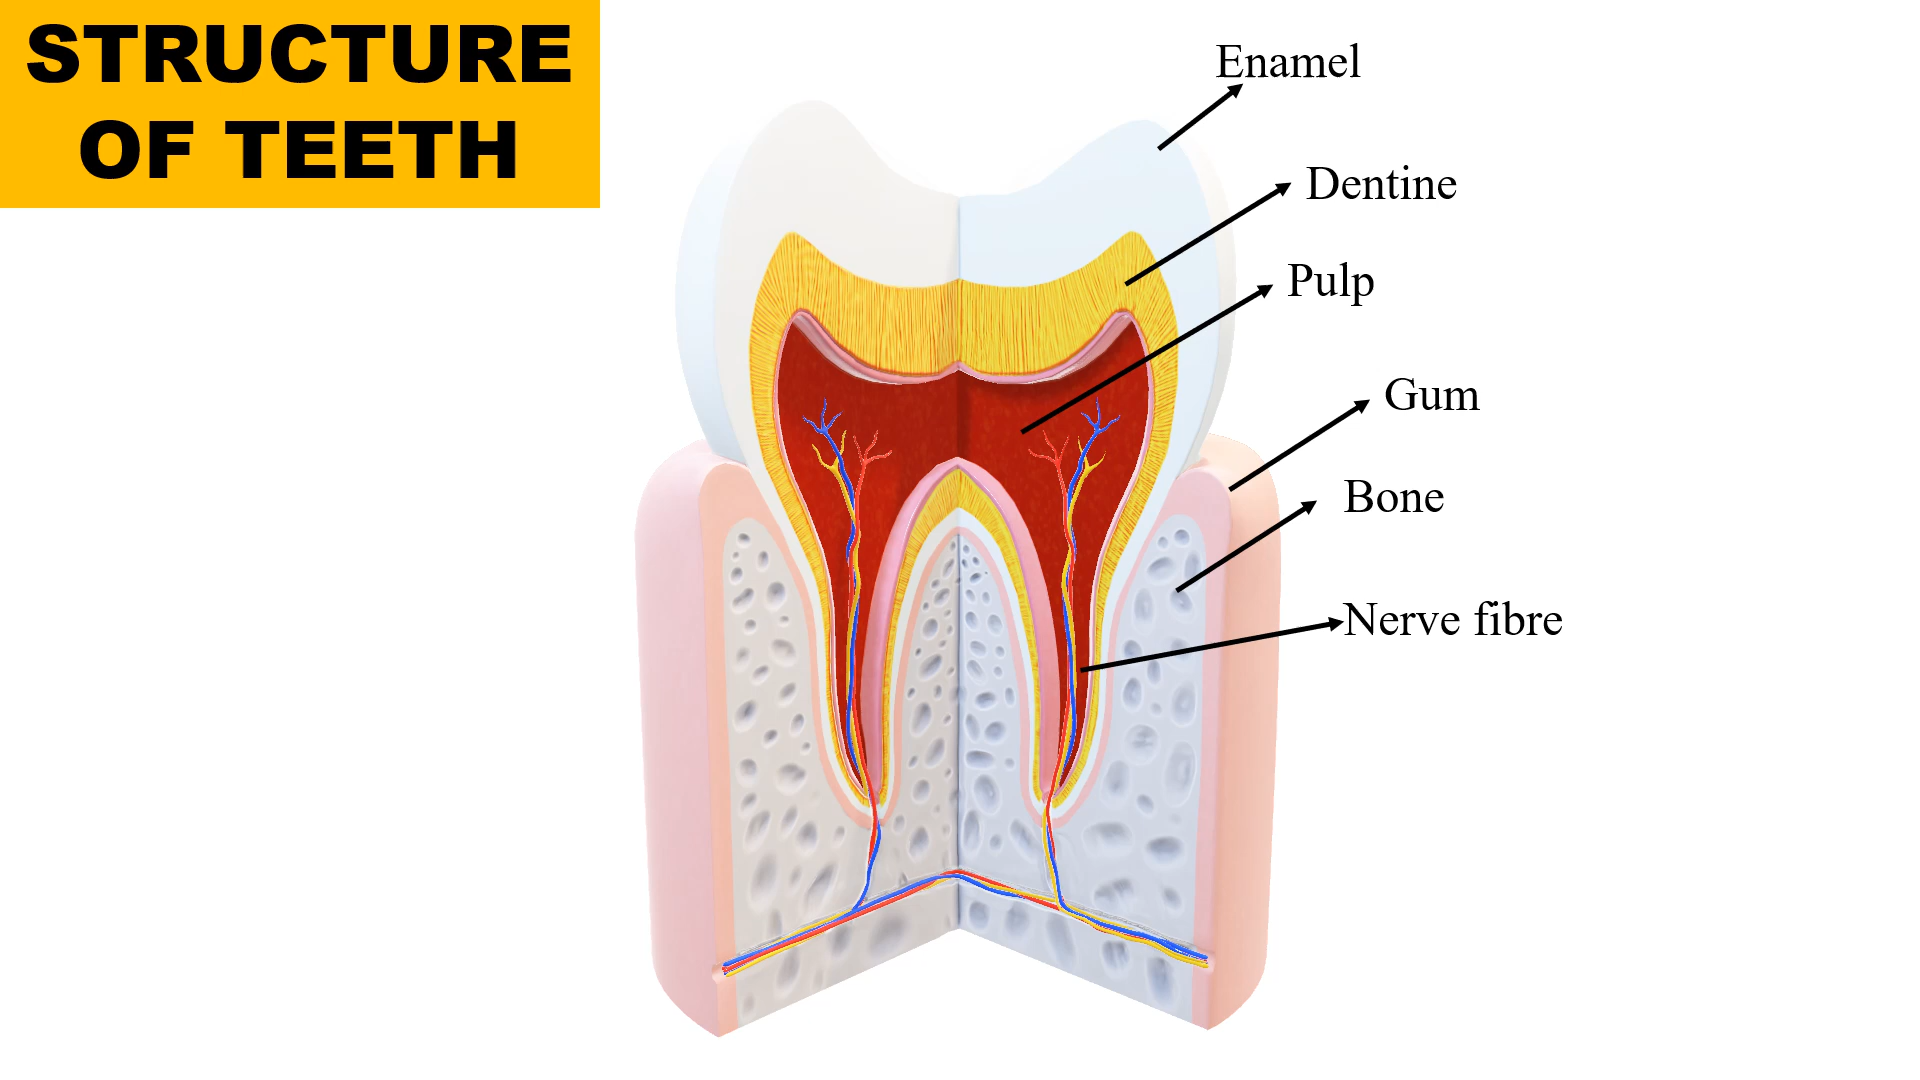 STRUCTURE
OF TEETH
Enamel
Dentine
Pulp
Gum
Bone
Nerve fibre